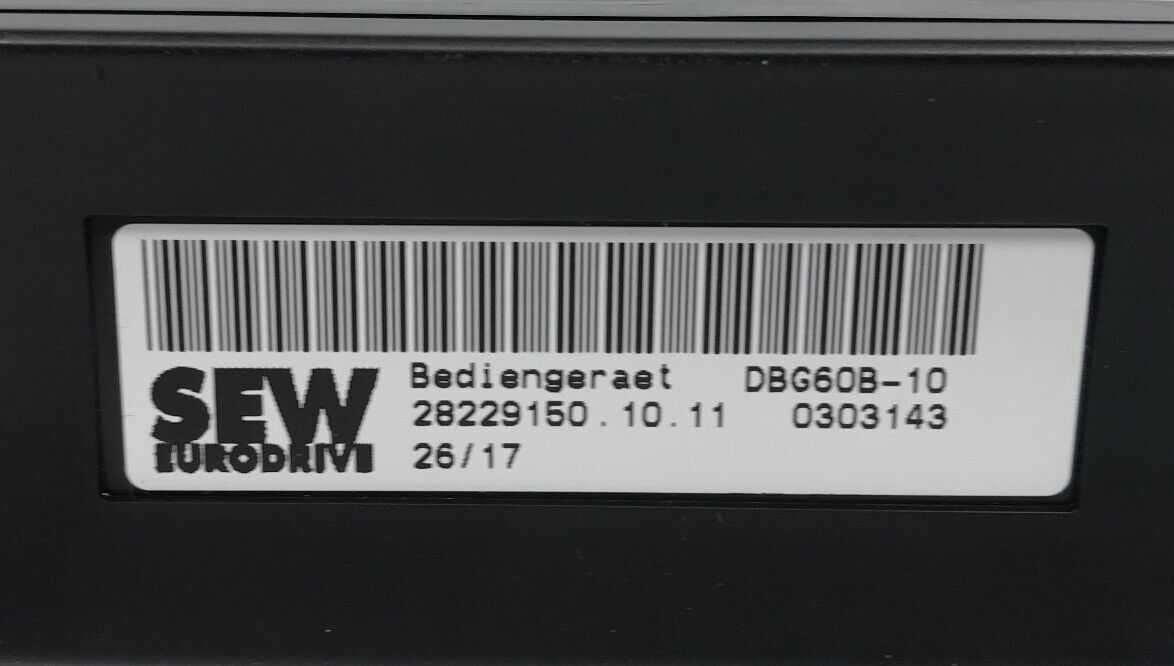 SEW
EURODRIVE
Bediengeraet DBG60B-10
28229150.10.11 0303143
26/17